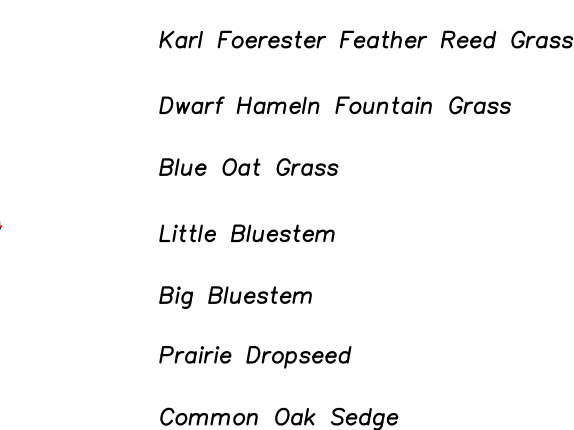 Karl Foerester Feather Reed Grass
Dwarf Hameln Fountain Grass
Blue Oat Grass
Little Bluestem
Big Bluestem
Prairie Dropseed
Common Oak Sedge